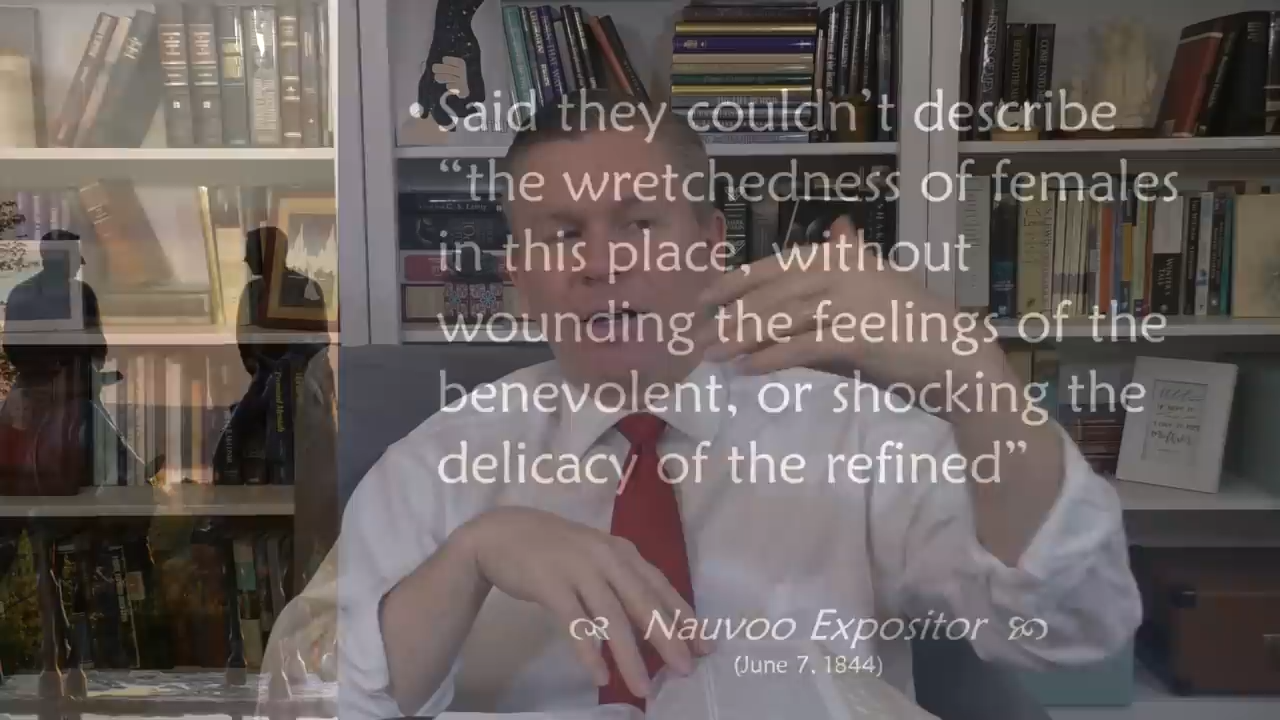 • Said they couldn't describe
“the wretchedness of females
in this place, without
wounding the feelings of the
benevolent, or shocking the
delicacy of the refined”
Nauvoo Expositor
(June 7, 1844)